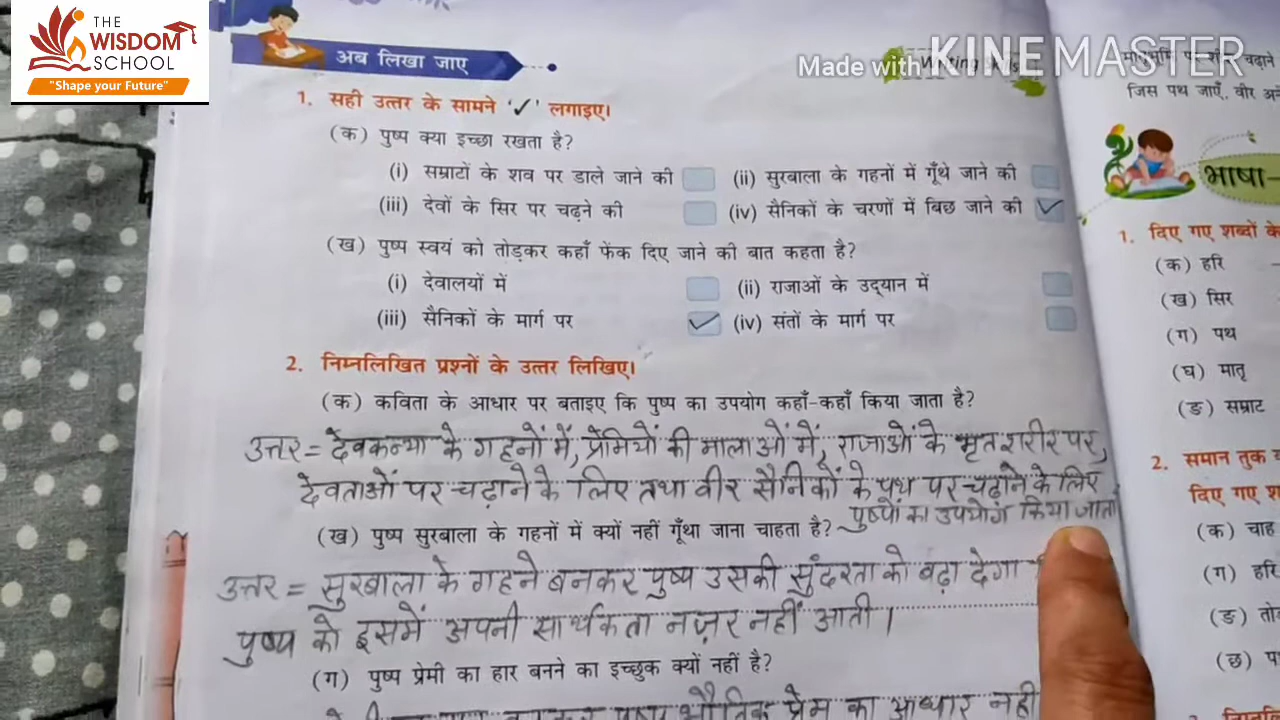 THE
WISDOM
SCHOOL
"Shape your Future"
Made with KINEMASTER
अब लिखा जाए
1. सही उत्तर के सामने '✓' लगाइए।
(क) पुष्प क्या इच्छा रखता है?
(i) सम्राटों के शव पर डाले जाने की (ii) सुरबाला के गहनों में गूँथे जाने की
(iii) देवों के सिर पर चढ़ने की (iv) सैनिकों के चरणों में बिछ जाने की ✓
(ख) पुष्प स्वयं को तोड़कर कहाँ फेंक दिए जाने की बात कहता है?
(i) देवालयों में (ii) राजाओं के उद्यान में
(iii) सैनिकों के मार्ग पर ✓ (iv) संतों के मार्ग पर
2. निम्नलिखित प्रश्नों के उत्तर लिखिए।
(क) कविता के आधार पर बताइए कि पुष्प का उपयोग कहाँ-कहाँ किया जाता है?
उत्तर = देवकन्या के गहनों में, प्रेमियों की मालाओं में, राजाओं के मृत शरीर पर,
देवताओं पर चढ़ाने के लिए तथा वीर सैनिकों के पथ पर चढ़ाने के लिए
पुष्पों का उपयोग किया जाता
(ख) पुष्प सुरबाला के गहनों में क्यों नहीं गूँथा जाना चाहता है?
उत्तर = सुरबाला के गहने बनकर पुष्प उसकी सुंदरता को बढ़ा देगा
पुष्प को इसमें अपनी सार्थकता नज़र नहीं आती।
(ग) पुष्प प्रेमी का हार बनने का इच्छुक क्यों नहीं है?
पुष्प भौतिक प्रेम का आधार नही
चढ़ाने
जिस पथ जाएँ, वीर
भाषा-
1. दिए गए शब्दों के
(क) हरि
(ख) सिर
(ग) पथ
(घ) मातृ
(ङ) सम्राट
2. समान तुक
दिए गए
(क) चाह
(ग) हरि
(ङ)
(छ)